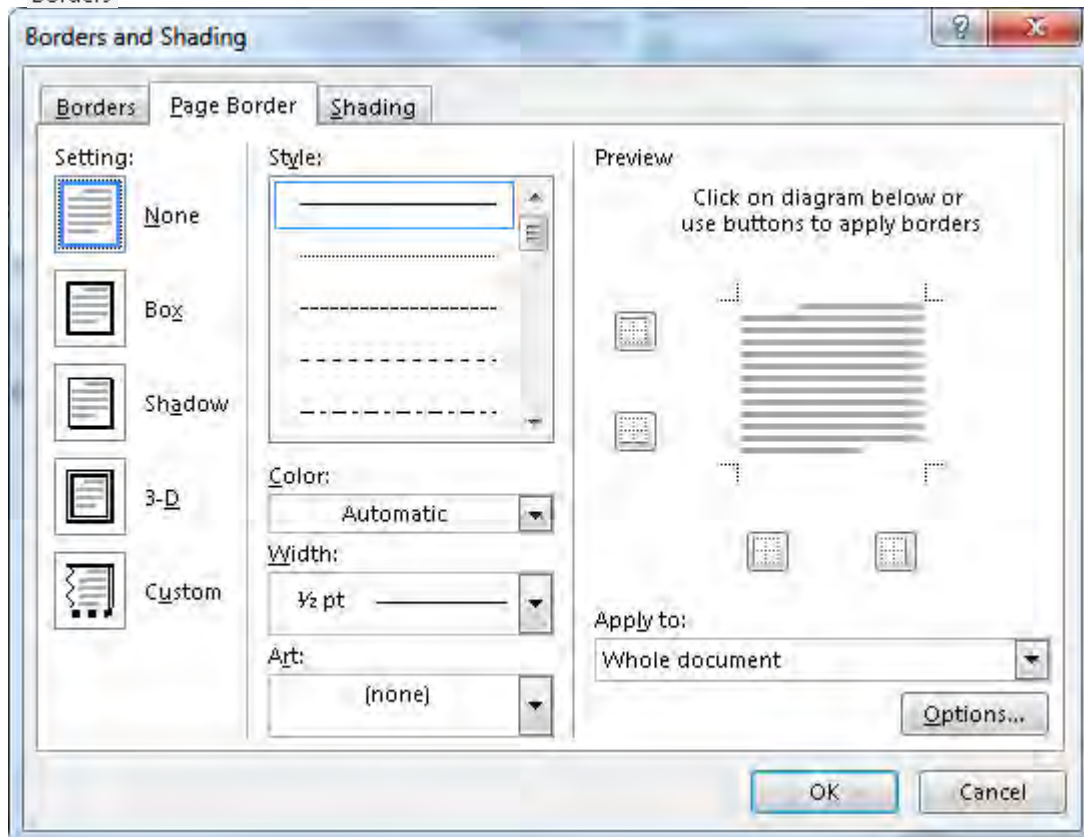 Borders
Borders and Shading
Borders
Page Border
Shading
Setting:
None
Box
Shadow
3-D
Custom
Style:
Color:
Automatic
Width:
½ pt
Art:
(none)
Preview
Click on diagram below or
use buttons to apply borders
Apply to:
Whole document
Options...
OK
Cancel